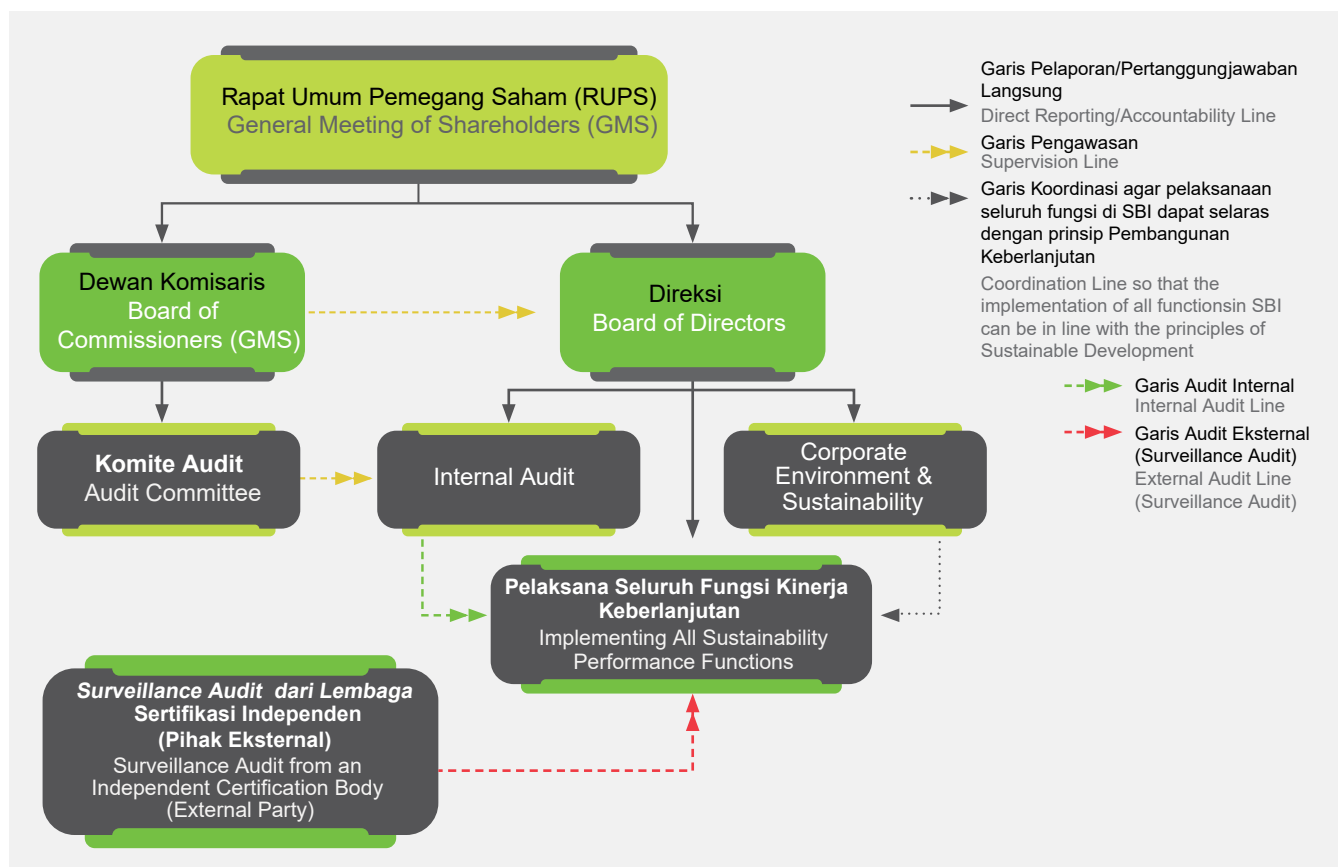 Rapat Umum Pemegang Saham (RUPS)
General Meeting of Shareholders (GMS)
Garis Pelaporan/Pertanggungjawaban
Langsung
Direct Reporting/Accountability Line
Garis Pengawasan
Supervision Line
Garis Koordinasi agar pelaksanaan
seluruh fungsi di SBI dapat selaras
dengan prinsip Pembangunan
Keberlanjutan
Coordination Line so that the
implementation of all functionsin SBI
can be in line with the principles of
Sustainable Development
Garis Audit Internal
Internal Audit Line
Garis Audit Eksternal
(Surveillance Audit)
External Audit Line
(Surveillance Audit)
Dewan Komisaris
Board of
Commissioners (GMS)
Direksi
Board of Directors
Komite Audit
Audit Committee
Internal Audit
Corporate
Environment &
Sustainability
Pelaksana Seluruh Fungsi Kinerja
Keberlanjutan
Implementing All Sustainability
Performance Functions
Surveillance Audit dari Lembaga
Sertifikasi Independen
(Pihak Eksternal)
Surveillance Audit from an
Independent Certification Body
(External Party)